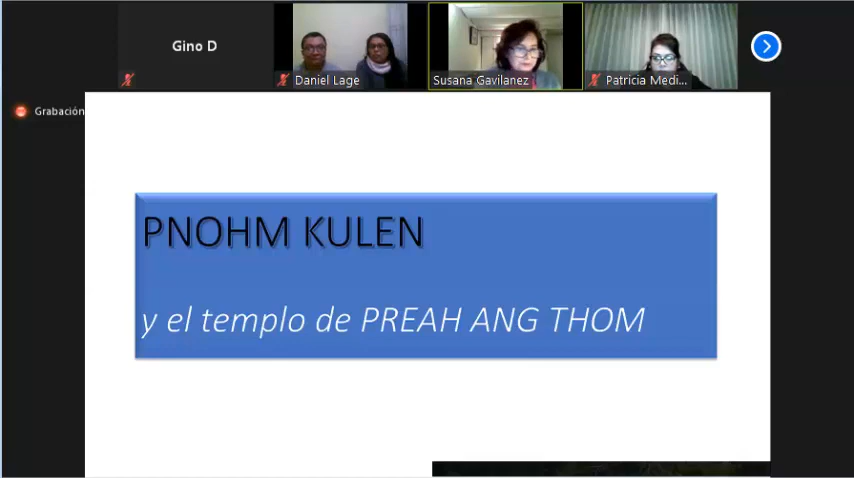 Gino D
Daniel Lage
Susana Gavilanez
Patricia Medi...
Grabación
PNOHM KULEN
y el templo de PREAH ANG THOM